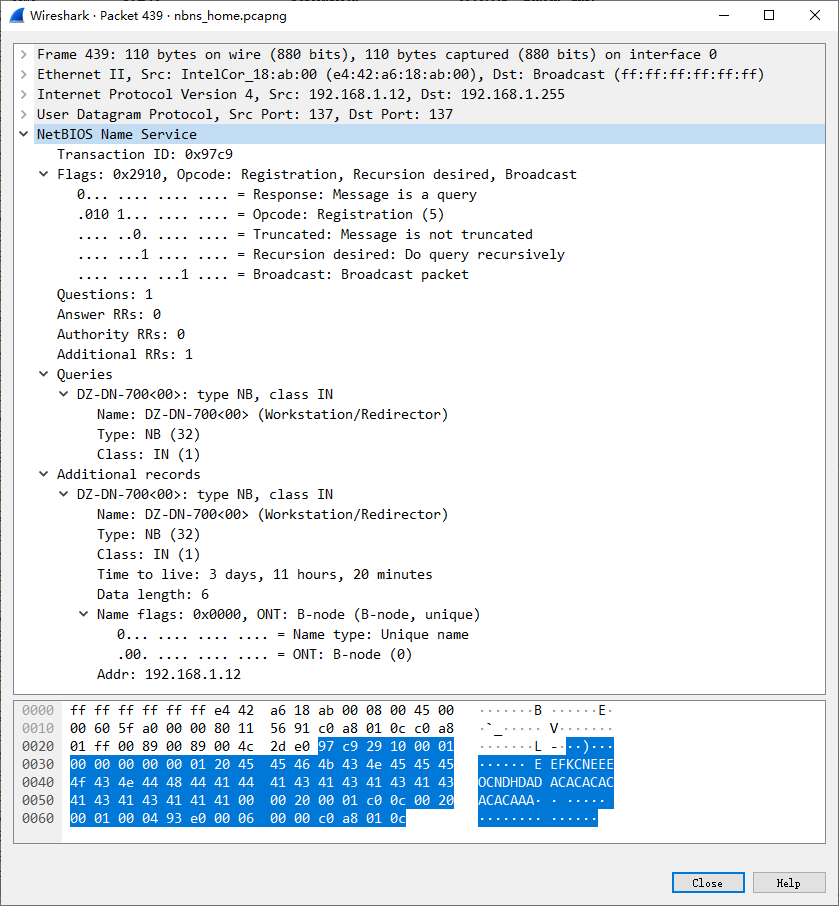 Wireshark · Packet 439 · nbns_home.pcapng
Frame 439: 110 bytes on wire (880 bits), 110 bytes captured (880 bits) on interface 0
Ethernet II, Src: IntelCor_18:ab:00 (e4:42:a6:18:ab:00), Dst: Broadcast (ff:ff:ff:ff:ff:ff)
Internet Protocol Version 4, Src: 192.168.1.12, Dst: 192.168.1.255
User Datagram Protocol, Src Port: 137, Dst Port: 137
NetBIOS Name Service
Transaction ID: 0x97c9
Flags: 0x2910, Opcode: Registration, Recursion desired, Broadcast
0... .... .... .... = Response: Message is a query
.010 1... .... .... = Opcode: Registration (5)
.... ..0. .... .... = Truncated: Message is not truncated
.... ...1 .... .... = Recursion desired: Do query recursively
.... .... ...1 .... = Broadcast: Broadcast packet
Questions: 1
Answer RRs: 0
Authority RRs: 0
Additional RRs: 1
Queries
DZ-DN-700<00>: type NB, class IN
Name: DZ-DN-700<00> (Workstation/Redirector)
Type: NB (32)
Class: IN (1)
Additional records
DZ-DN-700<00>: type NB, class IN
Name: DZ-DN-700<00> (Workstation/Redirector)
Type: NB (32)
Class: IN (1)
Time to live: 3 days, 11 hours, 20 minutes
Data length: 6
Name flags: 0x0000, ONT: B-node (B-node, unique)
0... .... .... .... = Name type: Unique name
.00. .... .... .... = ONT: B-node (0)
Addr: 192.168.1.12
0000 ff ff ff ff ff ff e4 42 a6 18 ab 00 08 00 45 00 ·······B ······E·
0010 00 60 5f a0 00 00 80 11 56 91 c0 a8 01 0c c0 a8 ·`_····· V·······
0020 01 ff 00 89 00 89 00 4c 2d e0 97 c9 29 10 00 01 ·······L -···)···
0030 00 00 00 00 00 01 20 45 45 46 4b 43 4e 45 45 45 ······ E EFKCNEEE
0040 4f 43 4e 44 48 44 41 44 41 43 41 43 41 43 41 43 OCNDHDAD ACACACAC
0050 41 43 41 43 41 41 41 00 00 20 00 01 c0 0c 00 20 ACACAAA· · ·····
0060 00 01 00 04 93 e0 00 06 00 00 c0 a8 01 0c ········ ······
Close Help